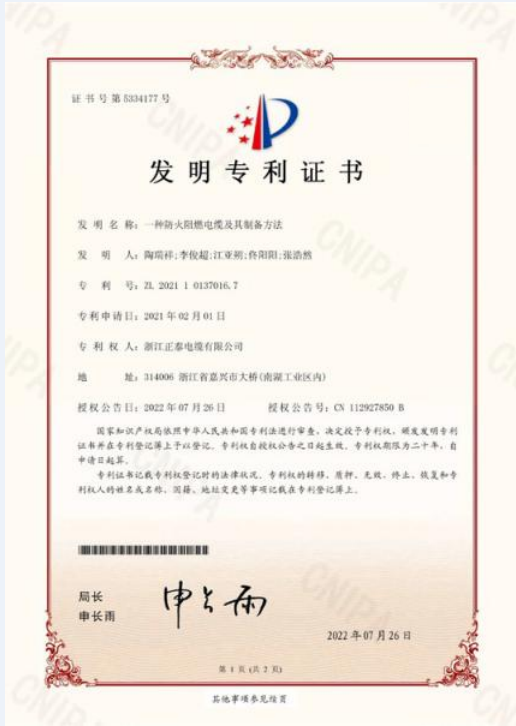 证书号第5334177号
发明专利证书
发明名称：一种防火阻燃电缆及其制备方法
发明人：陶瑞祥;李俊超;江亚朔;佟阳阳;张浩然
专利号：ZL 2021 1 0137016.7
专利申请日：2021年02月01日
专利权人：浙江正泰电缆有限公司
地址：314006 浙江省嘉兴市大桥(南湖工业区内)
授权公告日：2022年07月26日 授权公告号：CN 112927850 B
国家知识产权局依照中华人民共和国专利法进行审查，决定授予专利权，颁发发明专利
证书并在专利登记簿上予以登记。专利权自授权公告之日起生效。专利权期限为二十年，自
申请日起算。
专利证书记载专利权登记时的法律状况。专利权的转移、质押、无效、终止、恢复和专
利权人的姓名或名称、国籍、地址变更等事项记载在专利登记簿上。
局长
申长雨
申长雨
2022年07月26日
第 1 页 (共 2 页)
其他事项参见续页
CNIPA